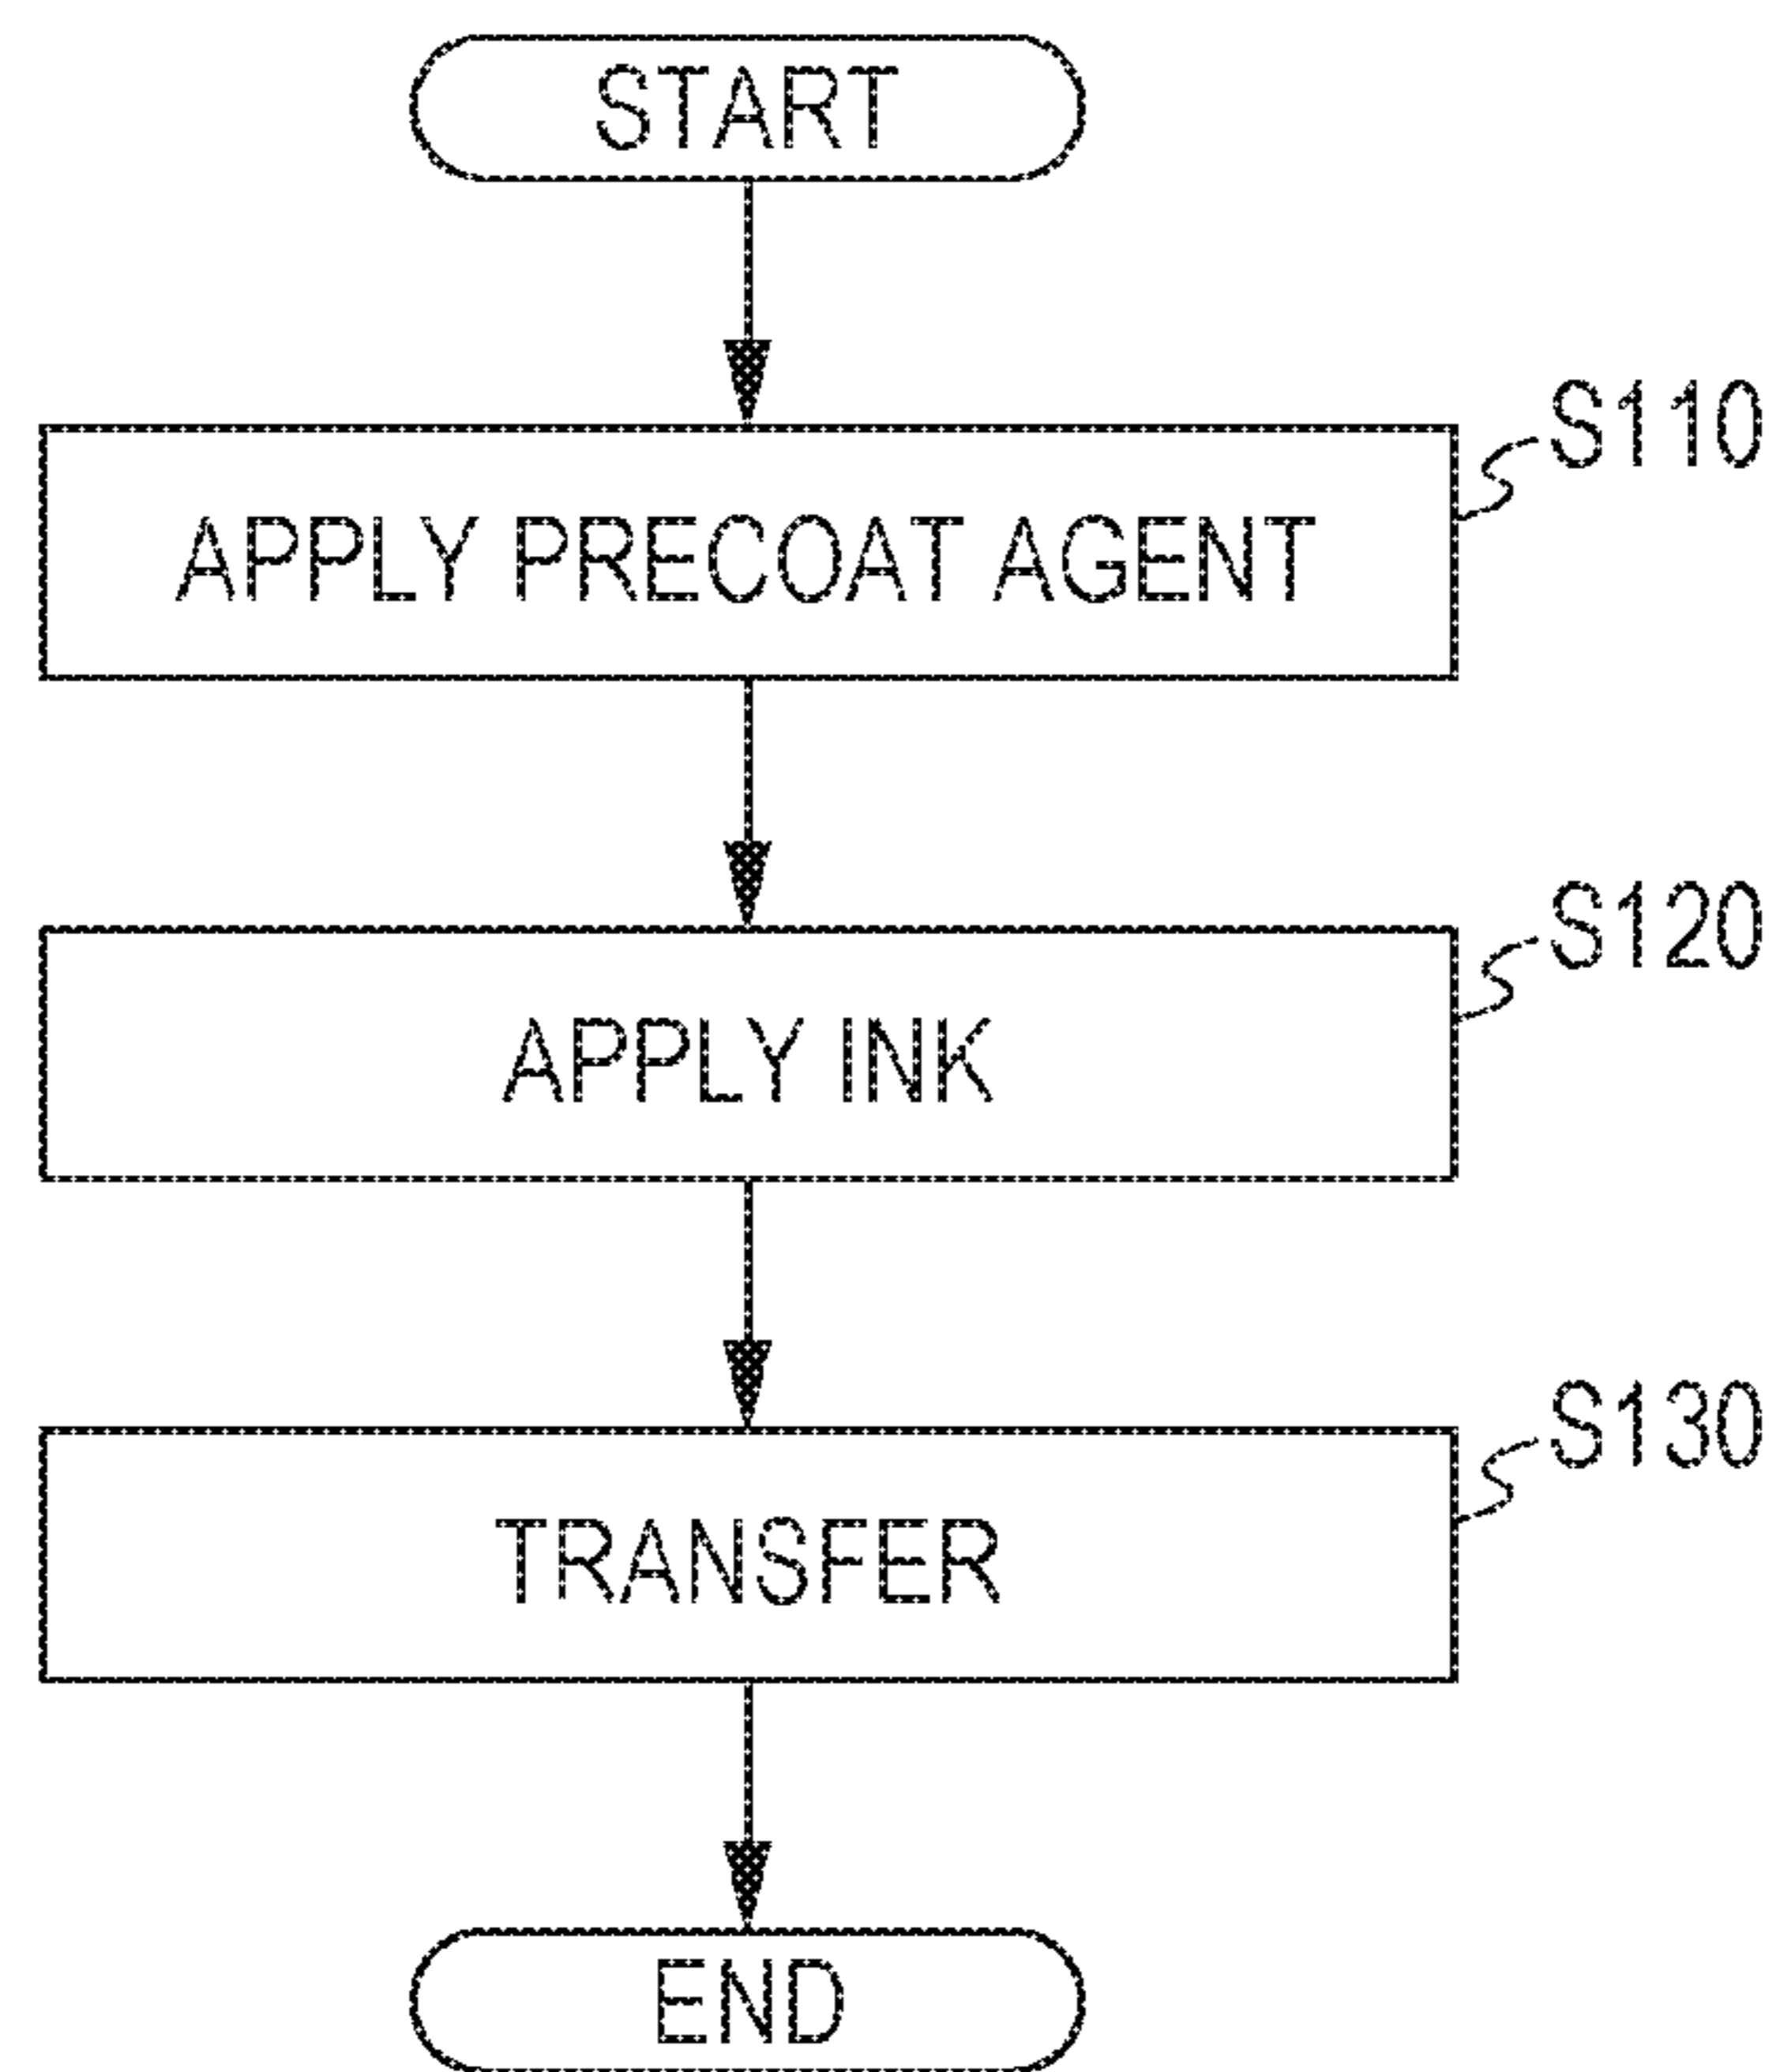 START
S110
APPLY PRECOAT AGENT
S120
APPLY INK
S130
TRANSFER
END